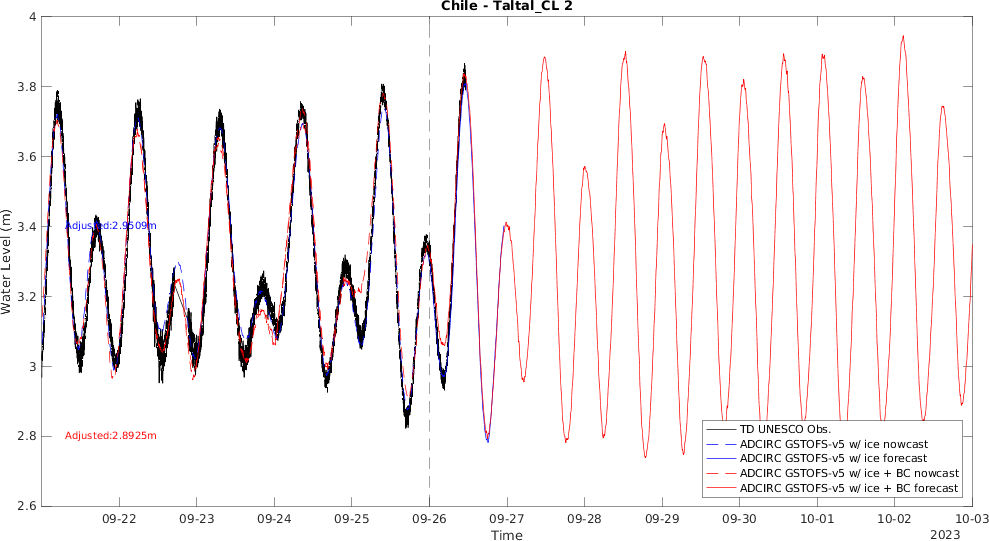 Chile - Taltal_CL 2
Water Level (m)
4
3.8
3.6
3.4
3.2
3
2.8
2.6
Adjusted:2.9509m
Adjusted:2.8925m
TD UNESCO Obs.
ADCIRC GSTOFS-v5 w/ ice nowcast
ADCIRC GSTOFS-v5 w/ ice forecast
ADCIRC GSTOFS-v5 w/ ice + BC nowcast
ADCIRC GSTOFS-v5 w/ ice + BC forecast
09-22 09-23 09-24 09-25 09-26 09-27 09-28 09-29 09-30 10-01 10-02 10-03
Time
2023